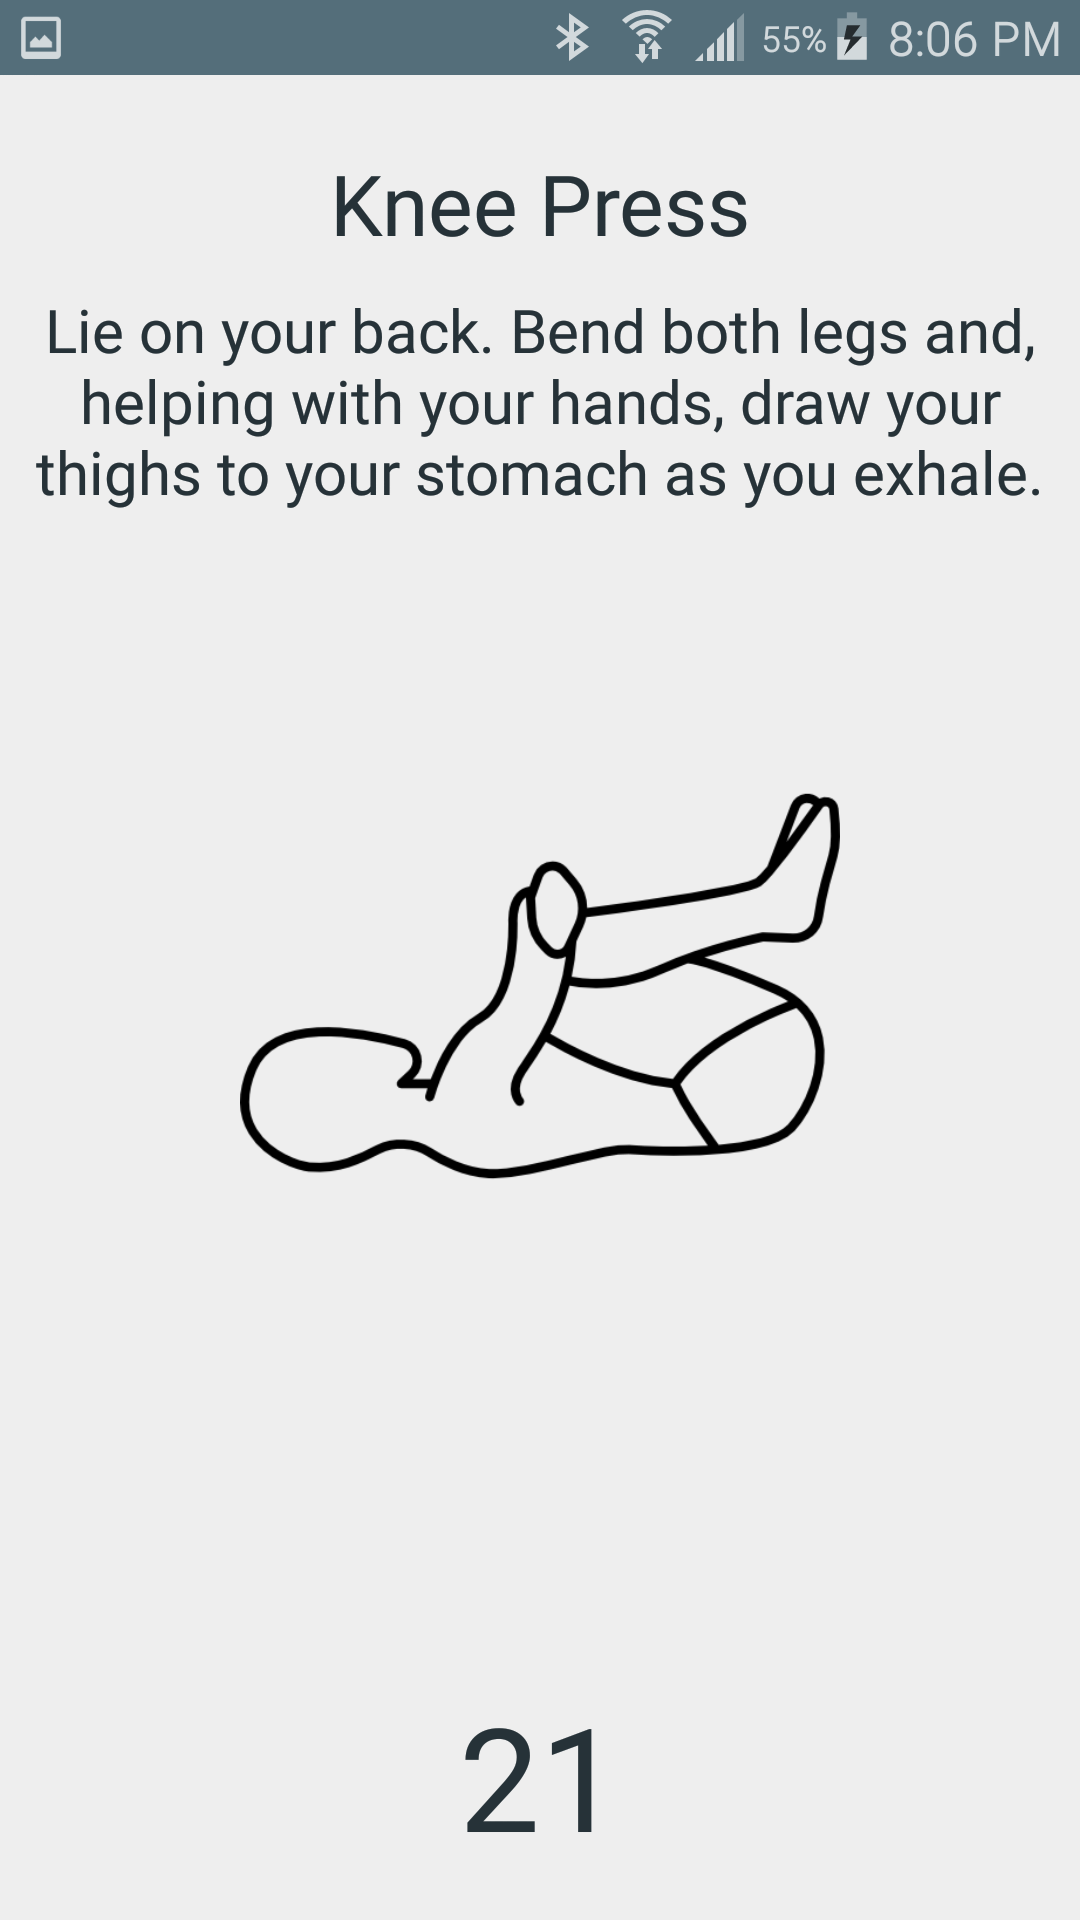 55% 8:06 PM
Knee Press
Lie on your back. Bend both legs and,
helping with your hands, draw your
thighs to your stomach as you exhale.
21